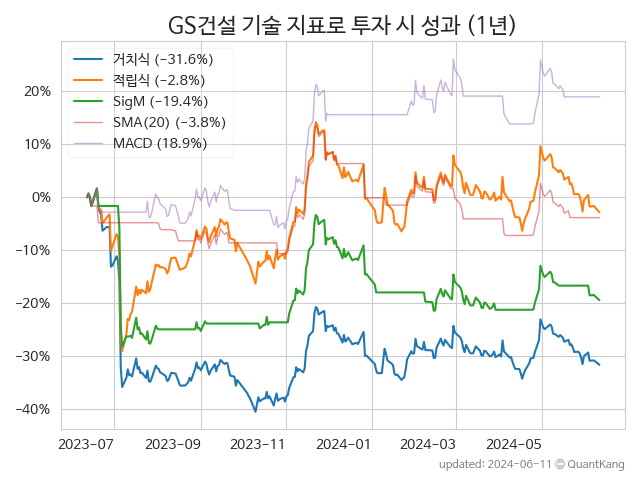 GS건설 기술 지표로 투자 시 성과 (1년)
거치식 (−31.6%)
적립식 (−2.8%)
SigM (−19.4%)
SMA(20) (−3.8%)
MACD (18.9%)
20%
10%
0%
−10%
−20%
−30%
−40%
2023-07
2023-09
2023-11
2024-01
2024-03
2024-05
updated: 2024-06-11 © QuantKang